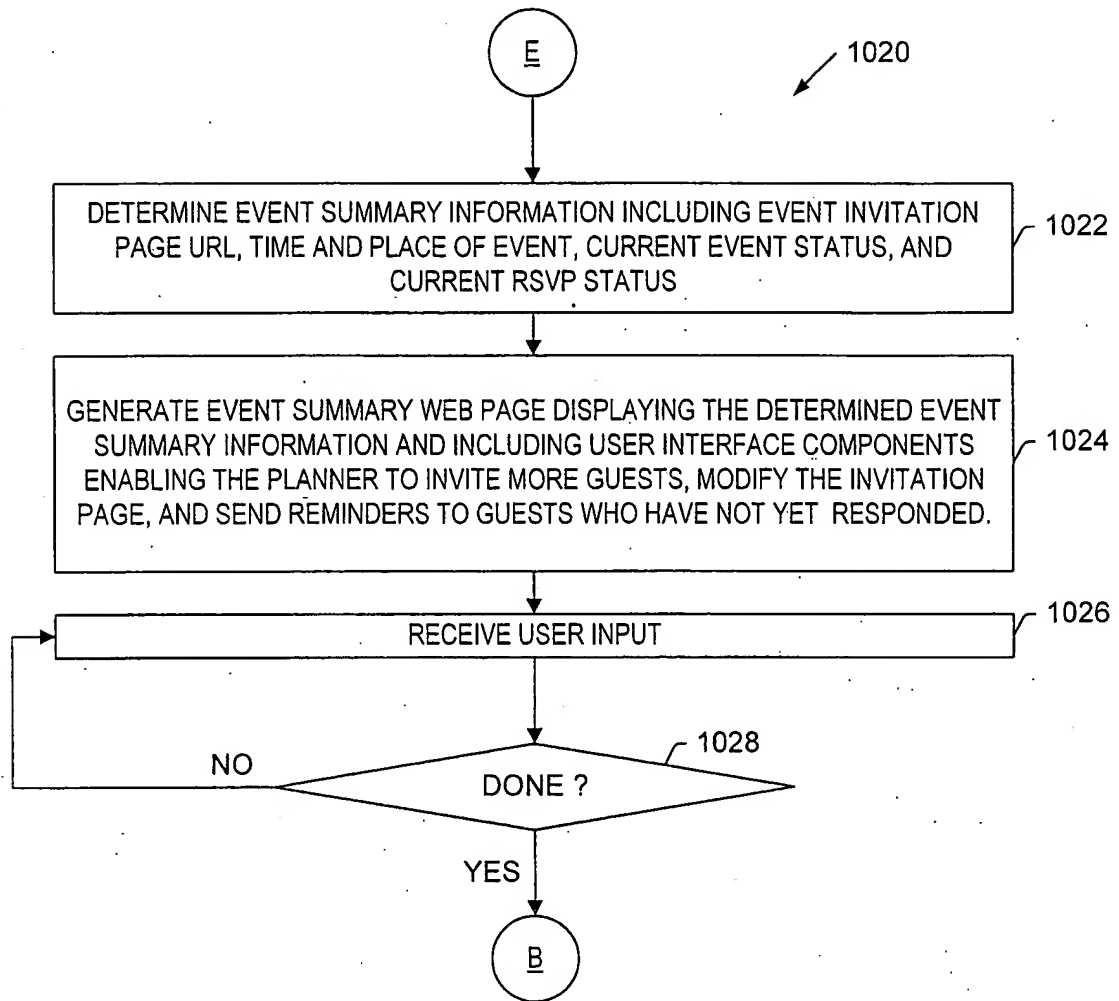 E
1020
DETERMINE EVENT SUMMARY INFORMATION INCLUDING EVENT INVITATION
PAGE URL, TIME AND PLACE OF EVENT, CURRENT EVENT STATUS, AND
CURRENT RSVP STATUS
1022
GENERATE EVENT SUMMARY WEB PAGE DISPLAYING THE DETERMINED EVENT
SUMMARY INFORMATION AND INCLUDING USER INTERFACE COMPONENTS
ENABLING THE PLANNER TO INVITE MORE GUESTS, MODIFY THE INVITATION
PAGE, AND SEND REMINDERS TO GUESTS WHO HAVE NOT YET RESPONDED.
1024
RECEIVE USER INPUT
1026
DONE ?
1028
NO
YES
B